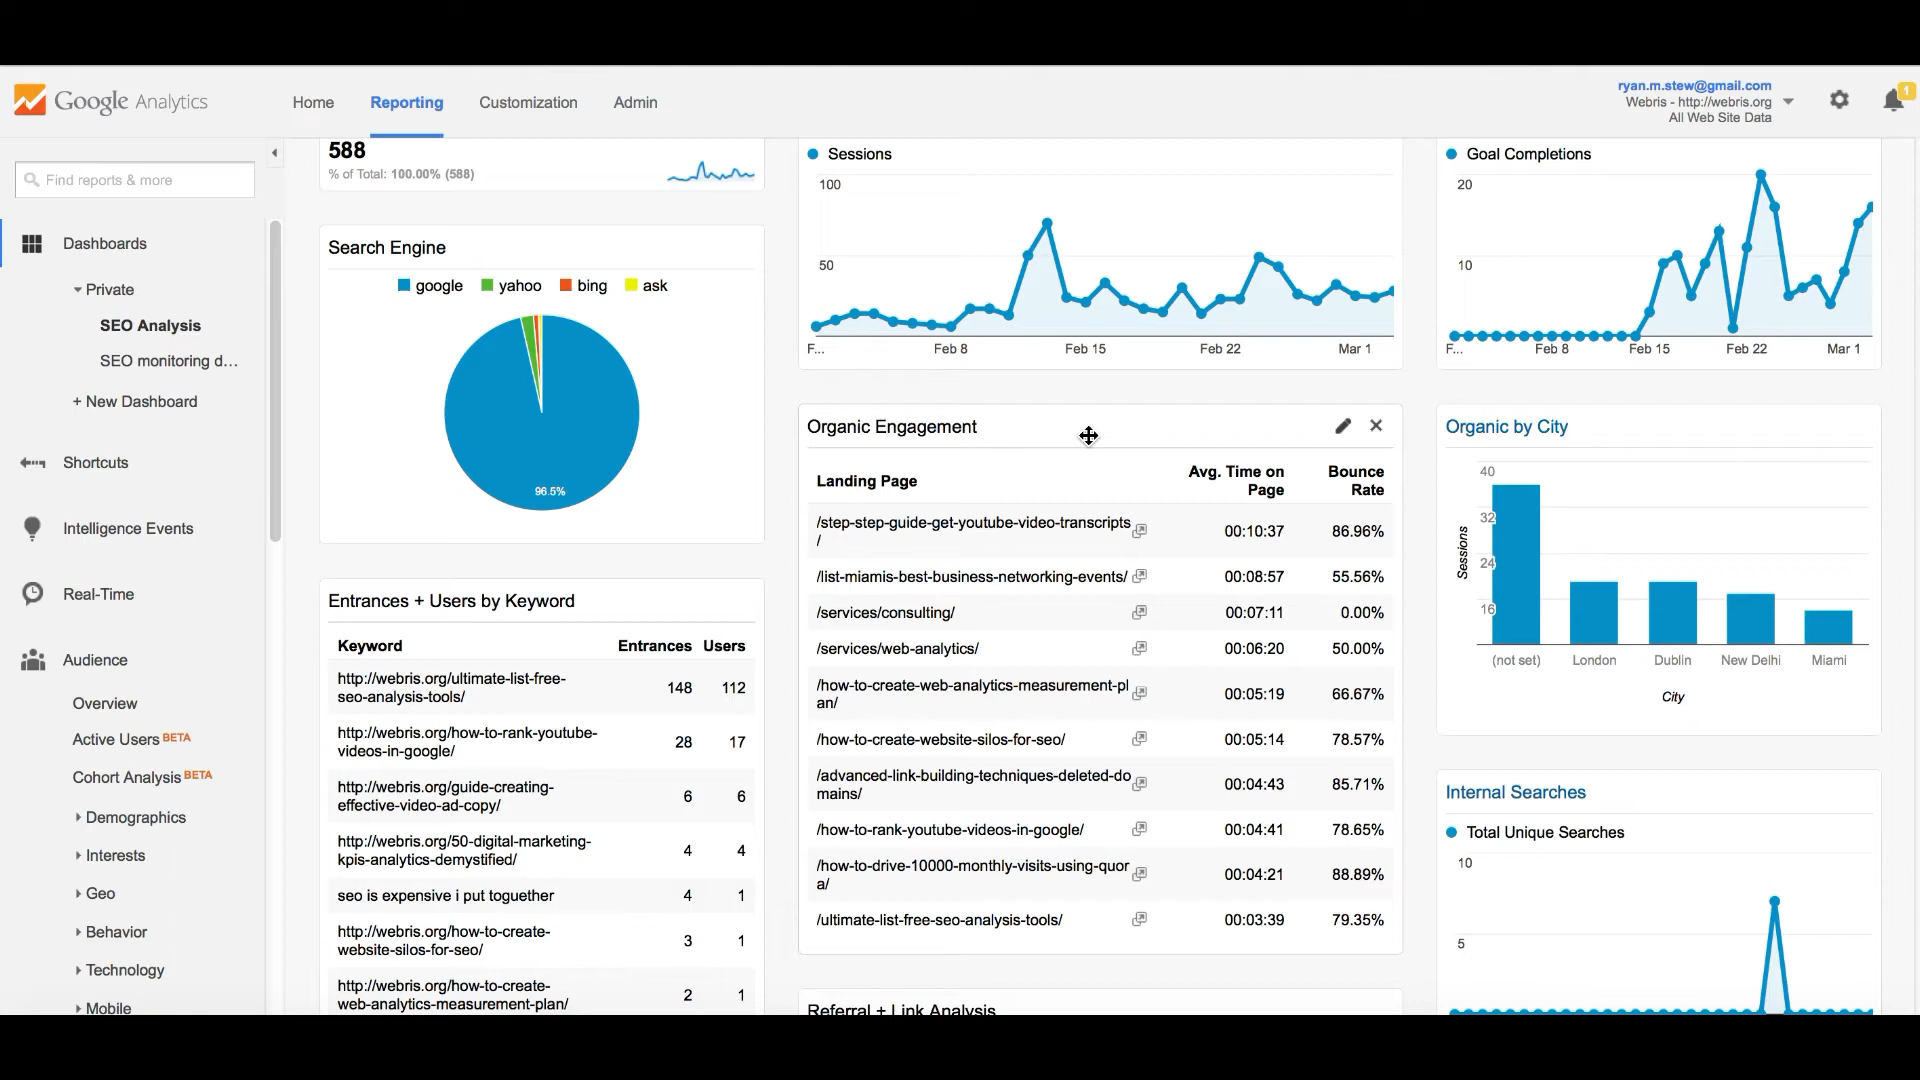 Google Analytics
Home
Reporting
Customization
Admin
ryan.m.stew@gmail.com
Webris - http://webris.org
All Web Site Data
1
Find reports & more
Dashboards
Private
SEO Analysis
SEO monitoring d...
+ New Dashboard
Shortcuts
Intelligence Events
Real-Time
Audience
Overview
Active Users BETA
Cohort Analysis BETA
Demographics
Interests
Geo
Behavior
Technology
Mobile
588
% of Total: 100.00% (588)
Search Engine
google yahoo bing ask
96.5%
Entrances + Users by Keyword
Keyword Entrances Users
http://webris.org/ultimate-list-free-
seo-analysis-tools/
148 112
http://webris.org/how-to-rank-youtube-
videos-in-google/
28 17
http://webris.org/guide-creating-
effective-video-ad-copy/
6 6
http://webris.org/50-digital-marketing-
kpis-analytics-demystified/
4 4
seo is expensive i put toguether 4 1
http://webris.org/how-to-create-
website-silos-for-seo/
3 1
http://webris.org/how-to-create-
web-analytics-measurement-plan/
2 1
Sessions
100
50
F... Feb 8 Feb 15 Feb 22 Mar 1
Organic Engagement
Landing Page
Avg. Time on
Page
Bounce
Rate
/step-step-guide-get-youtube-video-transcripts
/
00:10:37 86.96%
/list-miamis-best-business-networking-events/ 00:08:57 55.56%
/services/consulting/ 00:07:11 0.00%
/services/web-analytics/ 00:06:20 50.00%
/how-to-create-web-analytics-measurement-pl
an/
00:05:19 66.67%
/how-to-create-website-silos-for-seo/ 00:05:14 78.57%
/advanced-link-building-techniques-deleted-do
mains/
00:04:43 85.71%
/how-to-rank-youtube-videos-in-google/ 00:04:41 78.65%
/how-to-drive-10000-monthly-visits-using-quor
a/
00:04:21 88.89%
/ultimate-list-free-seo-analysis-tools/ 00:03:39 79.35%
Referral + Link Analysis
Goal Completions
20
10
F... Feb 8 Feb 15 Feb 22 Mar 1
Organic by City
40
32
24
16
Sessions
(not set) London Dublin New Delhi Miami
City
Internal Searches
Total Unique Searches
10
5